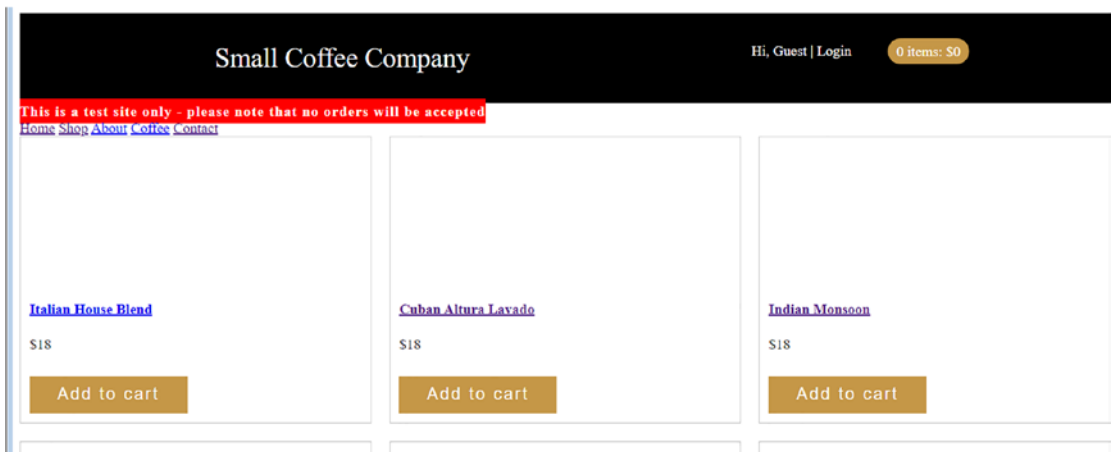 Small Coffee Company
Hi, Guest | Login
0 items: $0
This is a test site only - please note that no orders will be accepted
Home Shop About Coffee Contact
Italian House Blend
$18
Add to cart
Cuban Altura Lavado
$18
Add to cart
Indian Monsoon
$18
Add to cart